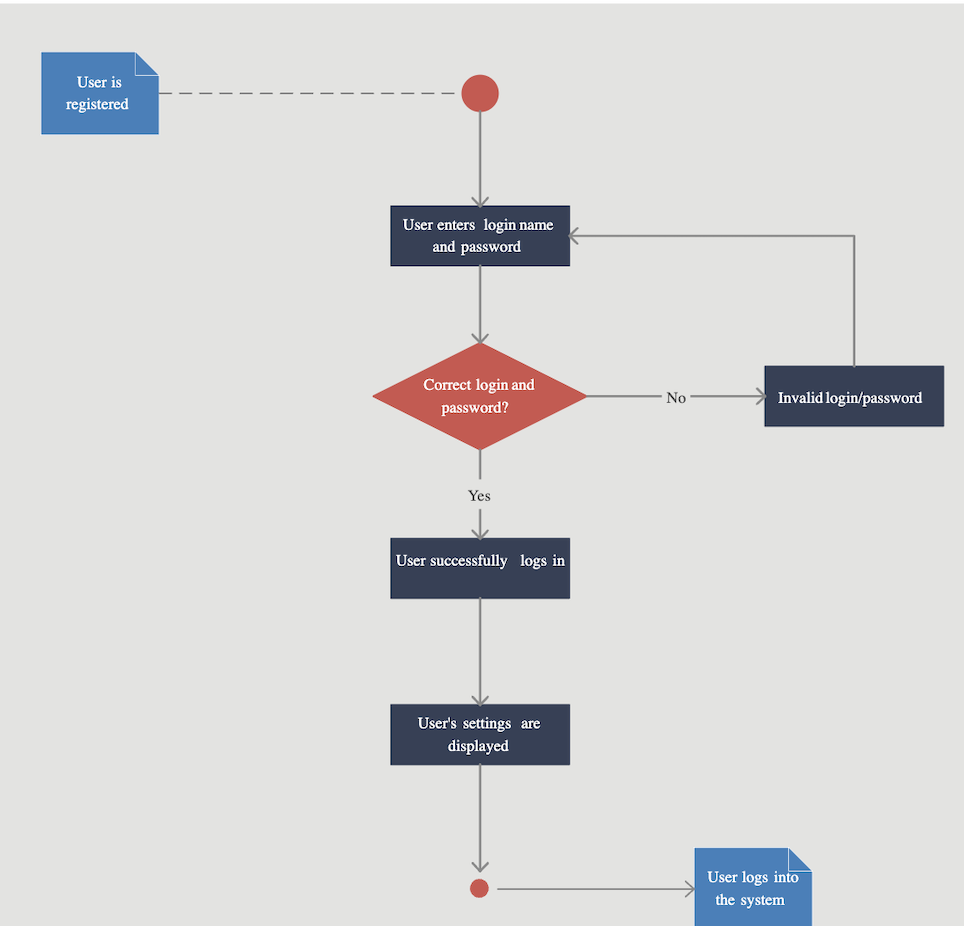 User is
registered
User enters login name
and password
Correct login and
password?
No
Invalid login/password
Yes
User successfully logs in
User's settings are
displayed
User logs into
the system